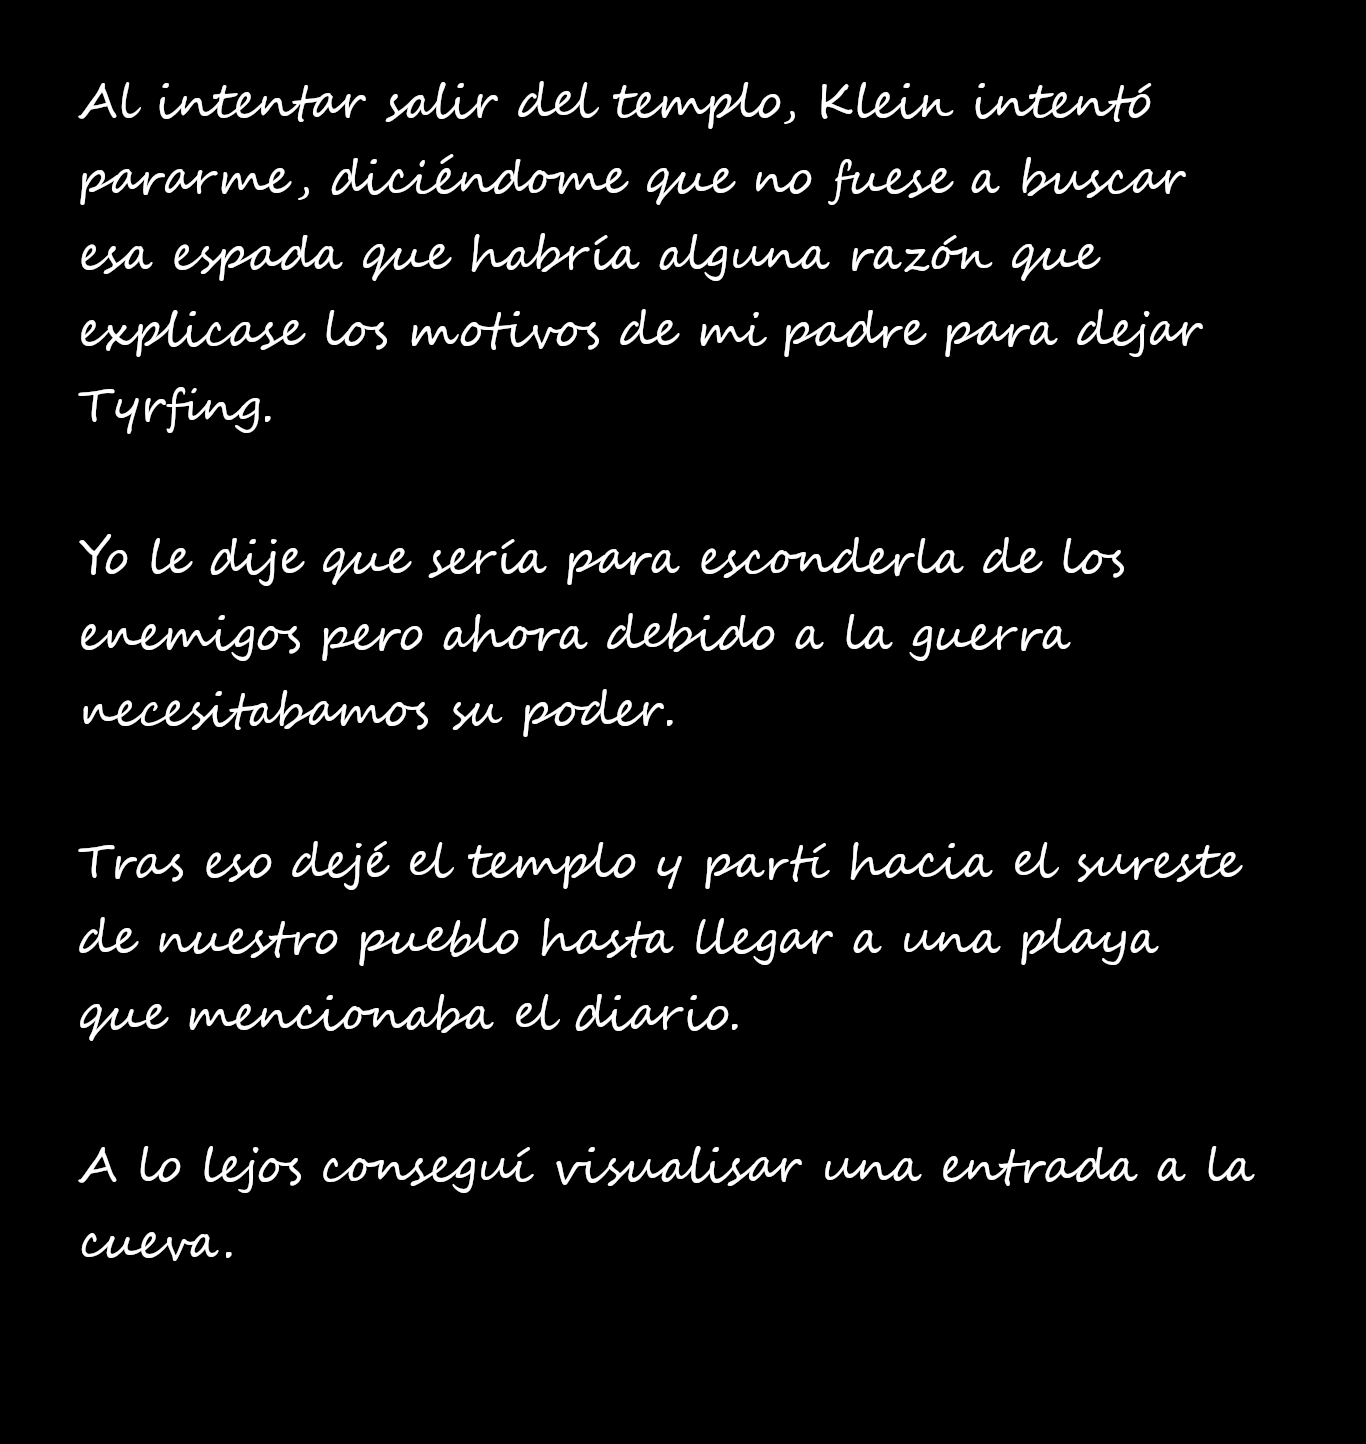 Al intentar salir del templo, Klein intentó
pararme, diciéndome que no fuese a buscar
esa espada que habría alguna razón que
explicase los motivos de mi padre para dejar
Tyrfing.
Yo le dije que sería para esconderla de los
enemigos pero ahora debido a la guerra
necesitabamos su poder.
Tras eso dejé el templo y partí hacia el sureste
de nuestro pueblo hasta llegar a una playa
que mencionaba el diario.
A lo lejos conseguí visualisar una entrada a la
cueva.